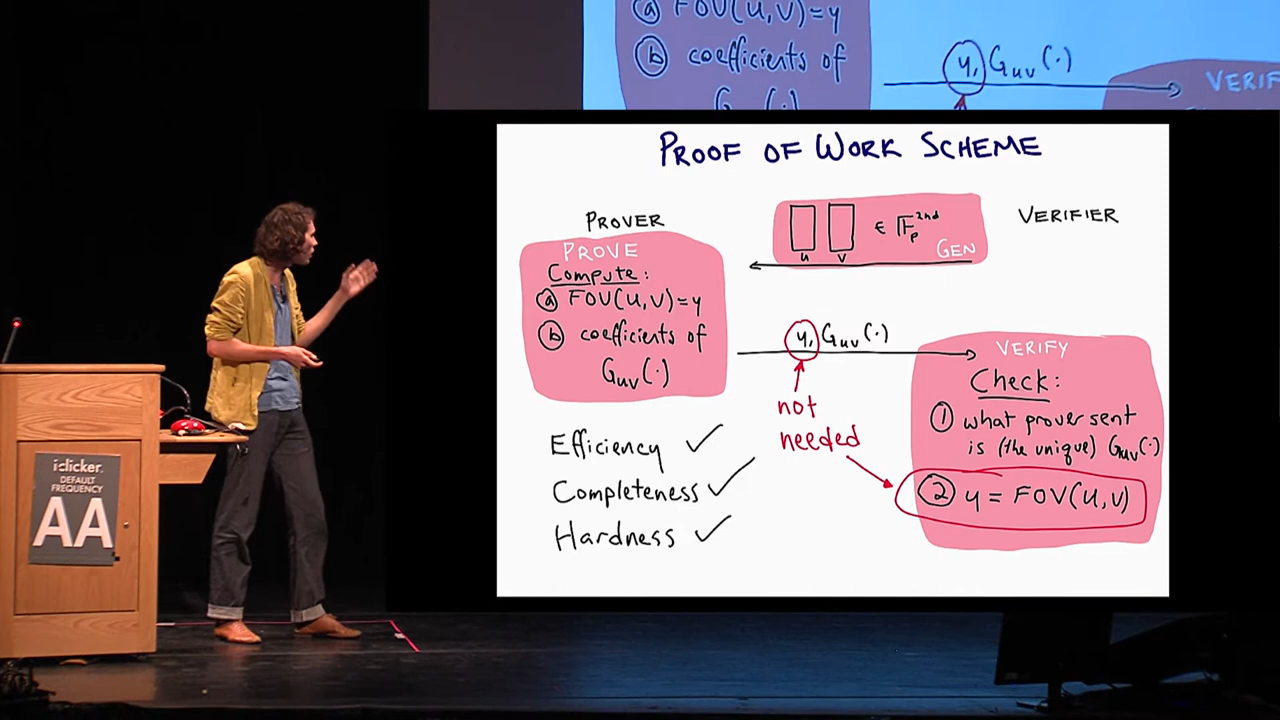 ⓐ FOV(U,V)=y
ⓑ coefficients of
y, Guv(·)
PROOF OF WORK SCHEME
PROVER
U V ∈ F_p^{2nd}
GEN
VERIFIER
PROVE
Compute:
ⓐ FOV(U,V)=y
ⓑ coefficients of
Guv(·)
y, Guv(·)
not
needed
VERIFY
Check:
① what prover sent
is (the unique) Guv(·)
② y = FOV(U,V)
Efficiency ✓
Completeness ✓
Hardness ✓
iclicker.
DEFAULT
FREQUENCY
AA